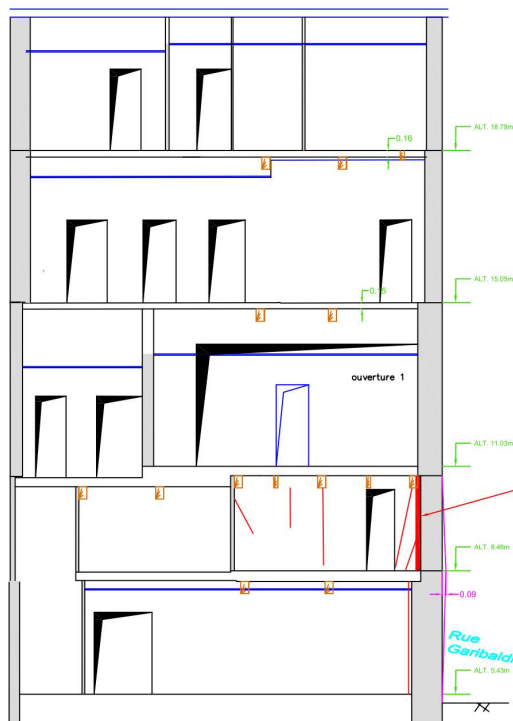 0.16
ALT. 18.79m
0.15
ALT. 15.05m
ouverture 1
ALT. 11.03m
ALT. 8.46m
0.09
Rue
Garibaldi
ALT. 5.43m